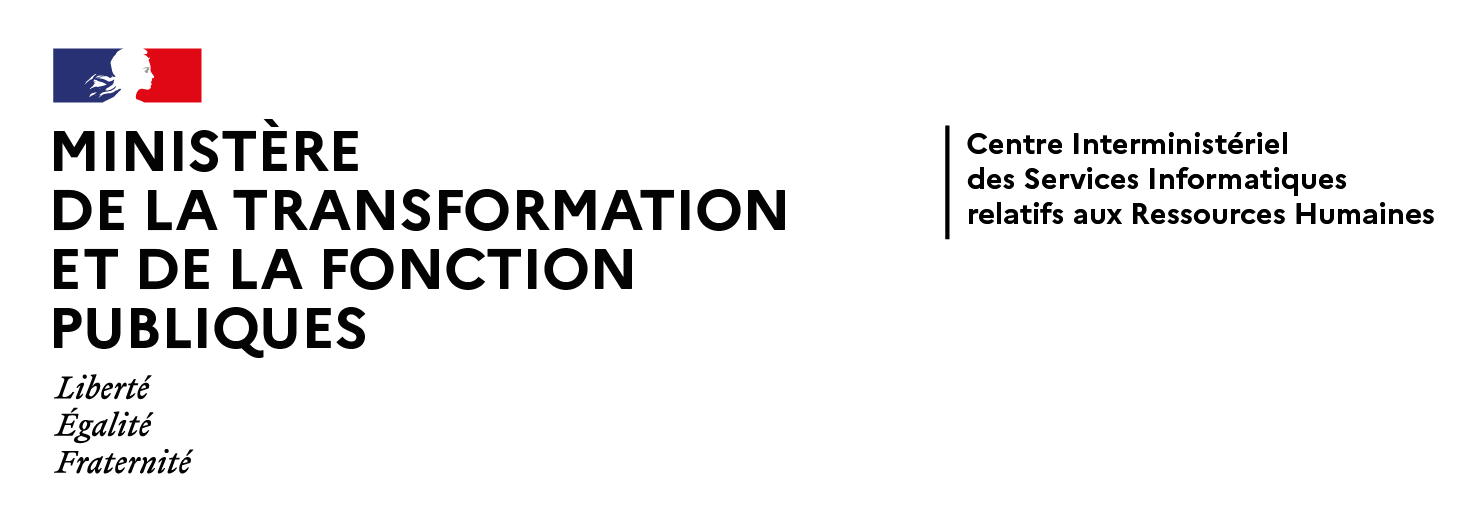 MINISTÈRE
DE LA TRANSFORMATION
ET DE LA FONCTION
PUBLIQUES
Liberté
Égalité
Fraternité
Centre Interministériel
des Services Informatiques
relatifs aux Ressources Humaines